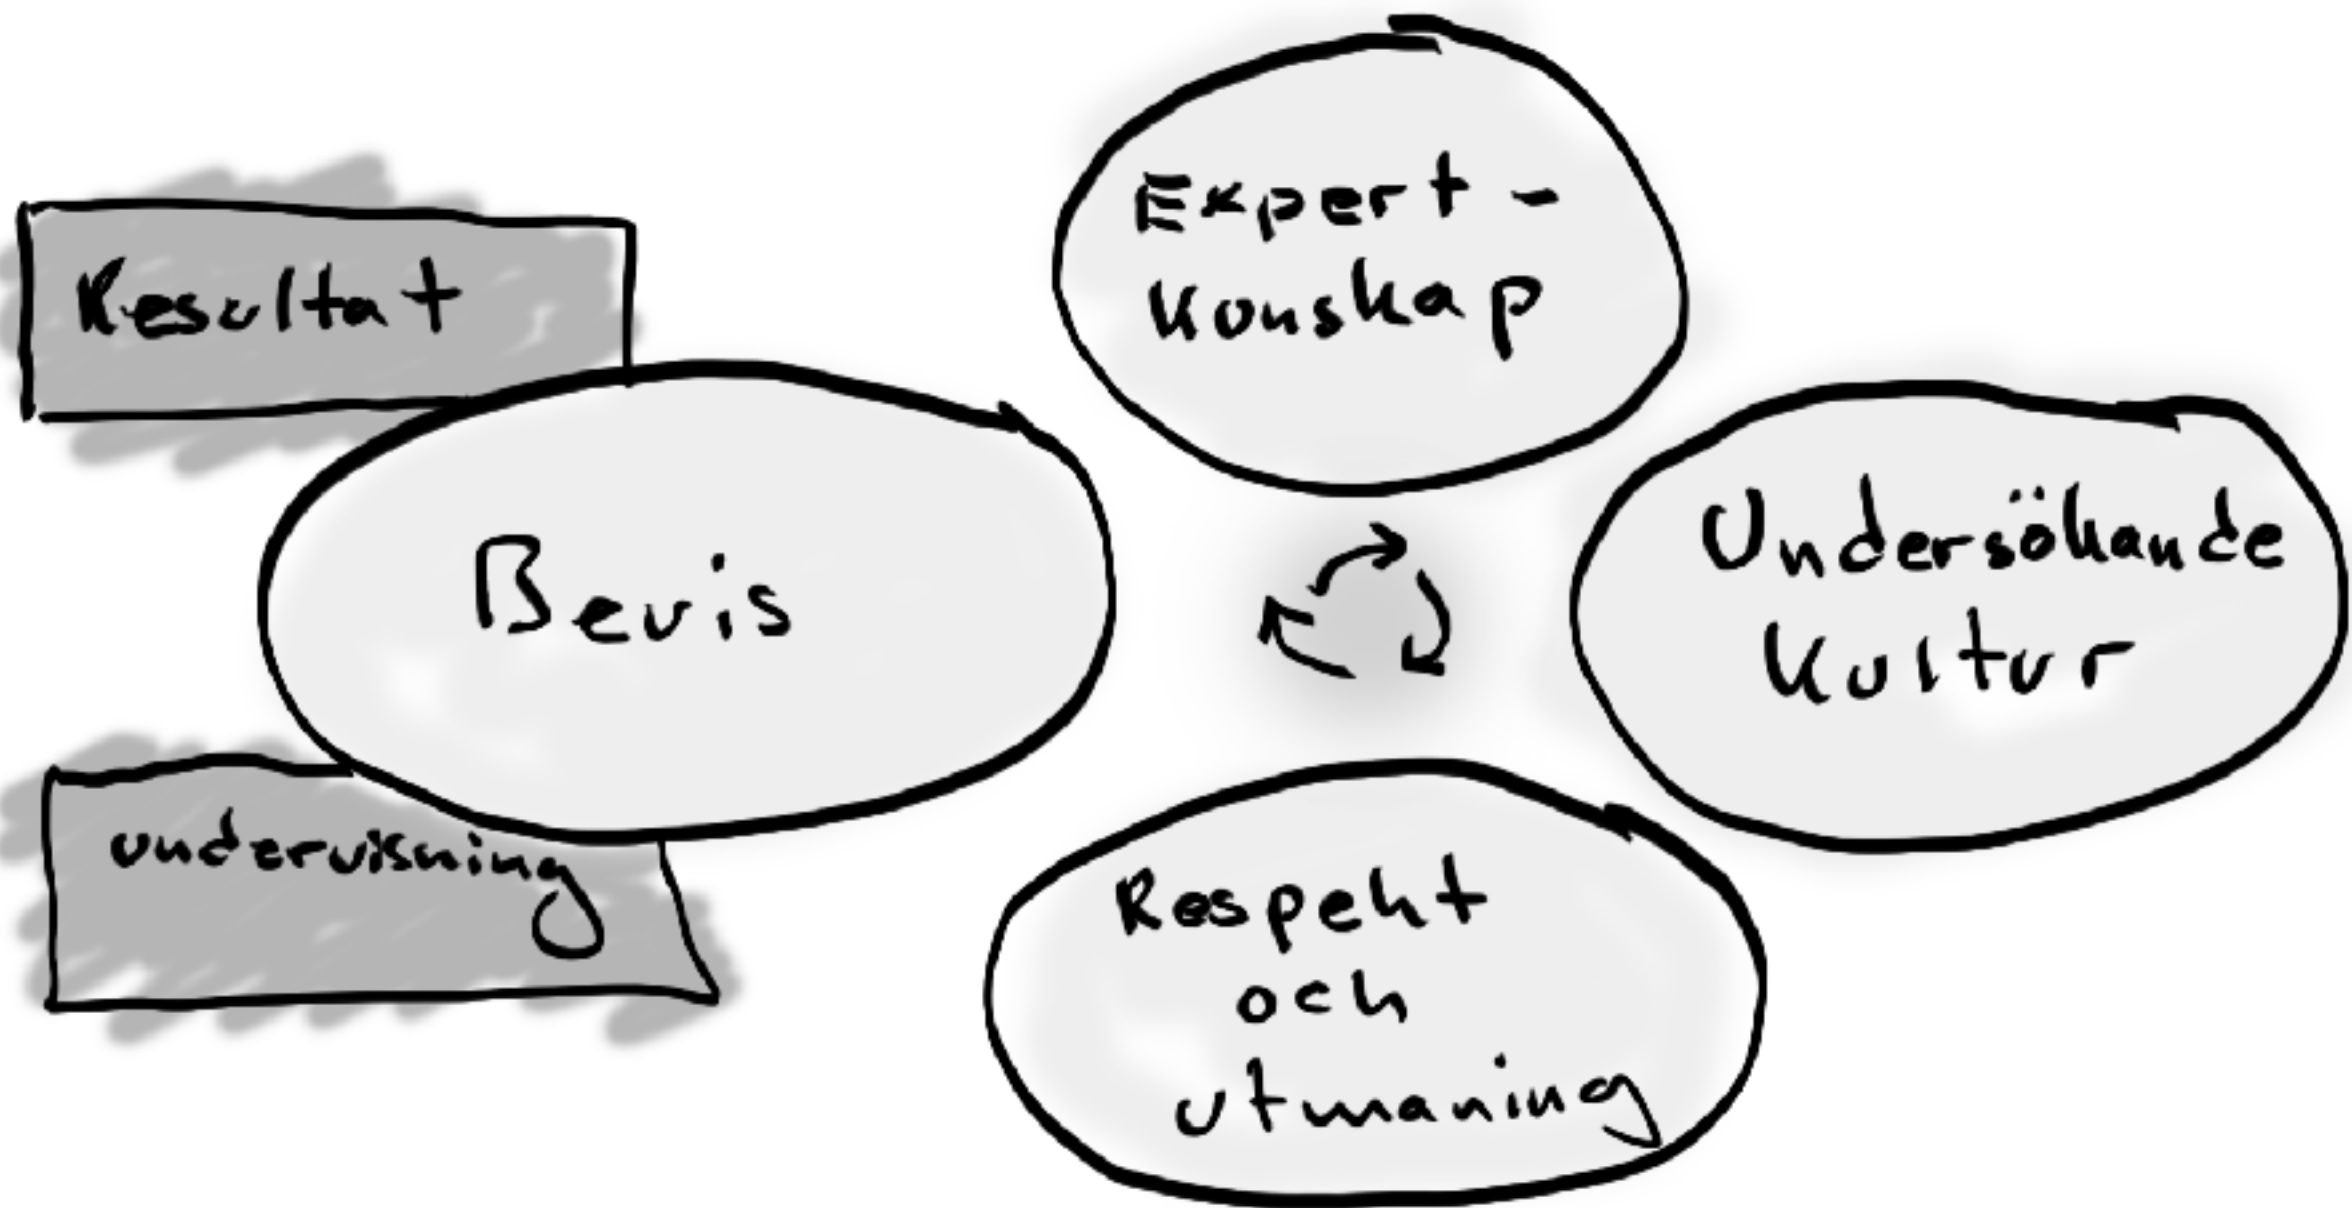 Resultat
Bevis
undervisning
Expert-
kunskap
Undersökande
Kultur
Respekt
och
utmaning